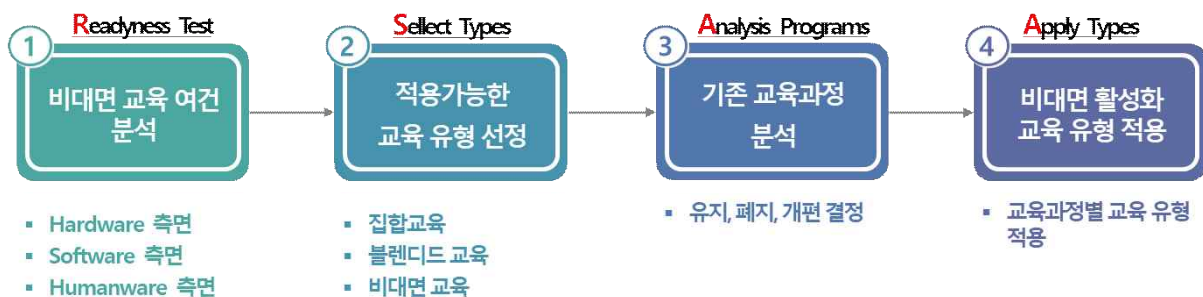 Readyness Test
1
비대면 교육 여건
분석
▪ Hardware 측면
▪ Software 측면
▪ Humanware 측면
Sellect Types
2
적용가능한
교육 유형 선정
▪ 집합교육
▪ 블렌디드 교육
▪ 비대면 교육
Analysis Programs
3
기존 교육과정
분석
▪ 유지, 폐지, 개편 결정
Apply Types
4
비대면 활성화
교육 유형 적용
▪ 교육과정별 교육 유형
적용